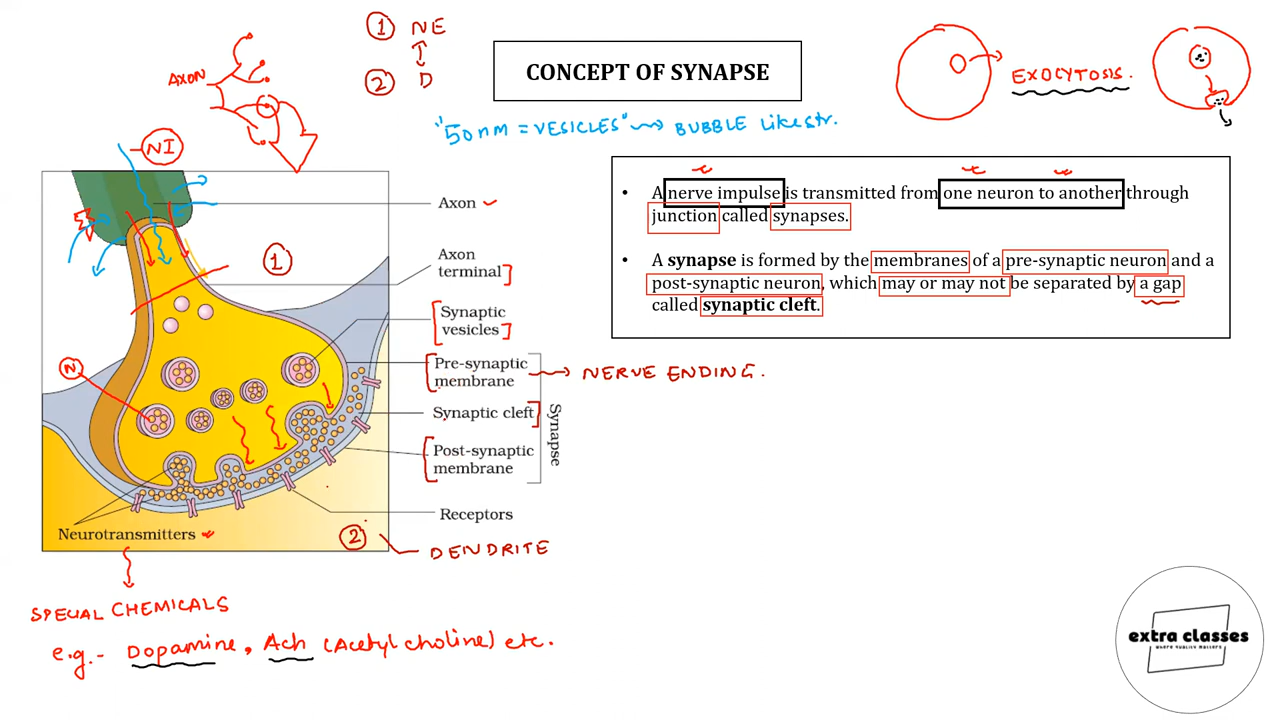 ① NE
② D
CONCEPT OF SYNAPSE
EXOCYTOSIS.
AXON
NI
"50nm = VESICLES" ⟿ BUBBLE Like str.
• A nerve impulse is transmitted from one neuron to another through
junction called synapses.
• A synapse is formed by the membranes of a pre-synaptic neuron and a
post-synaptic neuron, which may or may not be separated by a gap
called synaptic cleft.
Axon
Axon
terminal
①
Synaptic
vesicles
Pre-synaptic
membrane
NERVE ENDING.
N
Synaptic cleft
Post-synaptic
membrane
Synapse
Receptors
Neurotransmitters
②
DENDRITE
SPECIAL CHEMICALS
e.g.- Dopamine, Ach (Acetyl choline) etc.
extra classes
where quality matters